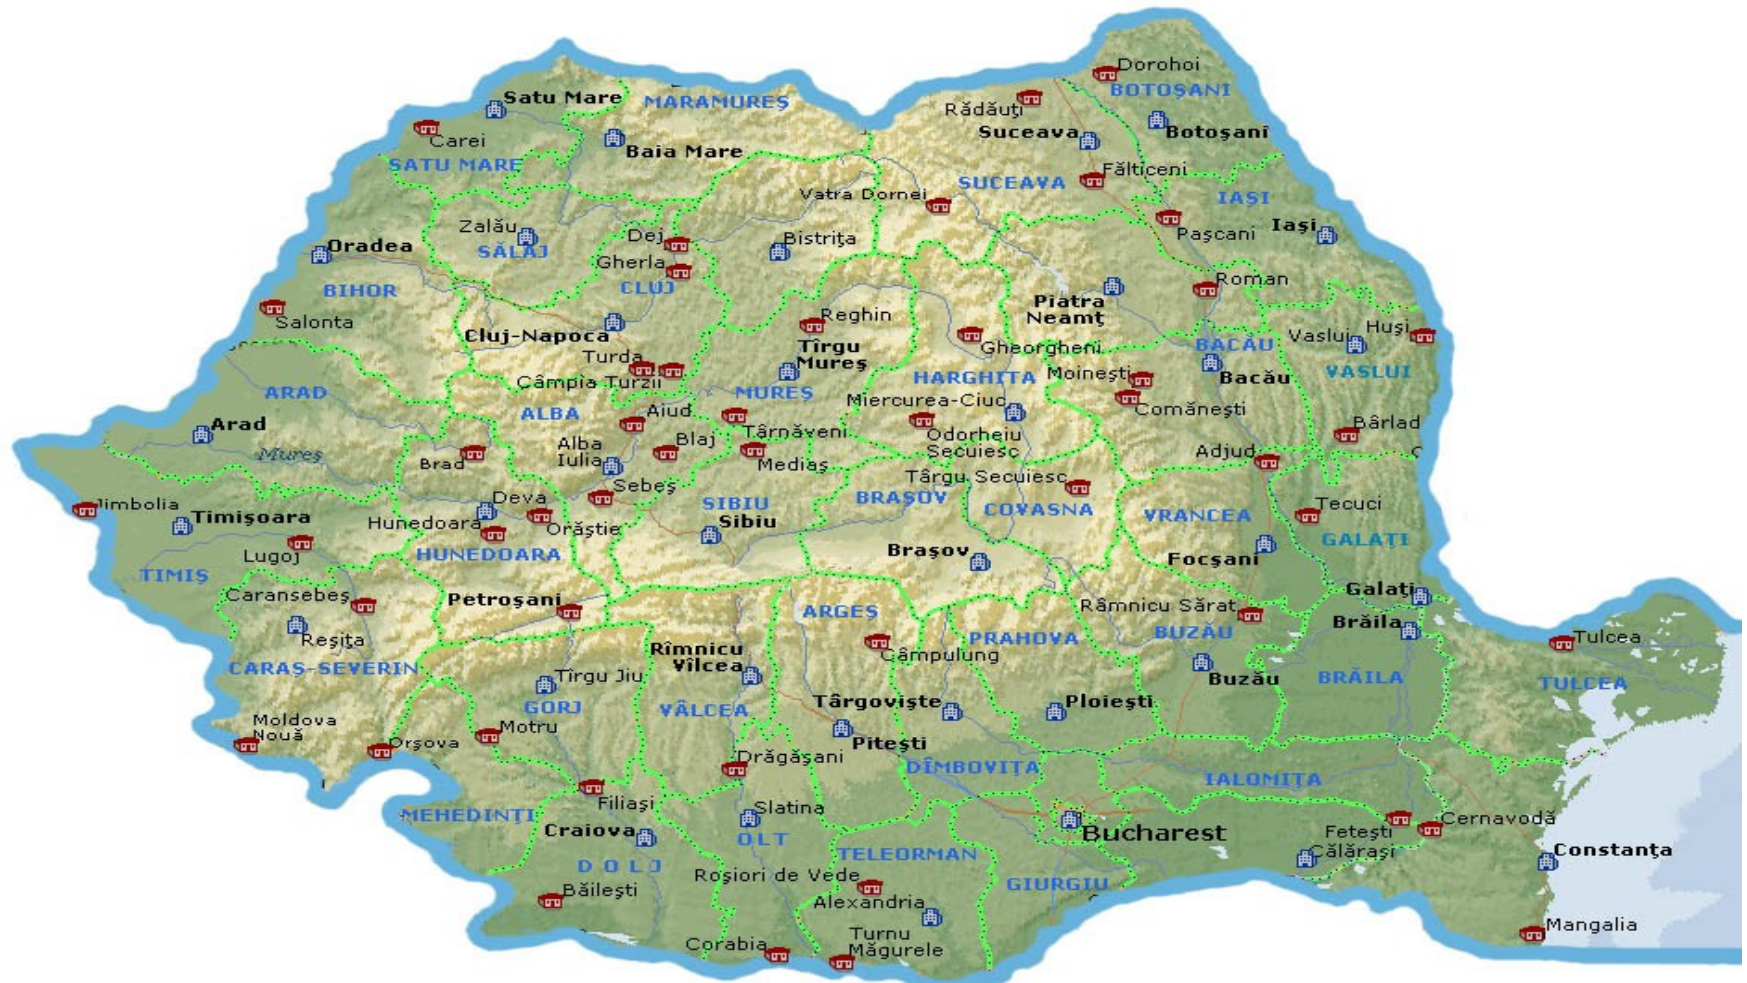 Dorohoi
BOTOŞANI
Satu Mare
MARAMUREŞ
Rădăuţi
Suceava
Botoşani
Carei
Baia Mare
SATU MARE
Fălticeni
SUCEAVA
Vatra Dornei
IAŞI
Zalău
Dej
Bistriţa
Paşcani
Iaşi
Oradea
SĂLAJ
Gherla
CLUJ
Roman
BIHOR
Piatra
Neamţ
Salonta
Reghin
Cluj-Napoca
Gheorgheni
Vaslui
Huşi
BACĂU
Tîrgu
Mureş
Turda
Câmpia Turzii
VASLUI
Moineşti
Bacău
ARAD
MUREŞ
HARGHITA
Miercurea-Ciuc
Comăneşti
ALBA
Aiud
Târnăveni
Odorheiu
Secuiesc
Bârlad
Arad
Alba
Iulia
Blaj
Mureş
Brad
Mediaş
Adjud
Târgu Secuiesc
Sebeş
SIBIU
BRAŞOV
COVASNA
VRANCEA
Tecuci
Jimbolia
Timişoara
Deva
Hunedoara
Orăştie
Sibiu
GALAŢI
Lugoj
HUNEDOARA
Braşov
Focşani
TIMIŞ
Caransebeş
Petroşani
ARGEŞ
Râmnicu Sărat
Galaţi
Brăila
Reşiţa
PRAHOVA
BUZĂU
Tulcea
Rîmnicu
Vîlcea
Câmpulung
CARAŞ-SEVERIN
Tîrgu Jiu
Buzău
BRĂILA
TULCEA
GORJ
VÂLCEA
Târgovişte
Ploieşti
Moldova
Nouă
Motru
Orşova
Piteşti
Drăgăşani
DÎMBOVIŢA
IALOMIŢA
Filiaşi
MEHEDINŢI
Slatina
Craiova
OLT
Bucharest
Feteşti
Cernavodă
DOLJ
TELEORMAN
Călăraşi
Constanţa
Roşiori de Vede
GIURGIU
Băileşti
Alexandria
Turnu
Măgurele
Corabia
Mangalia